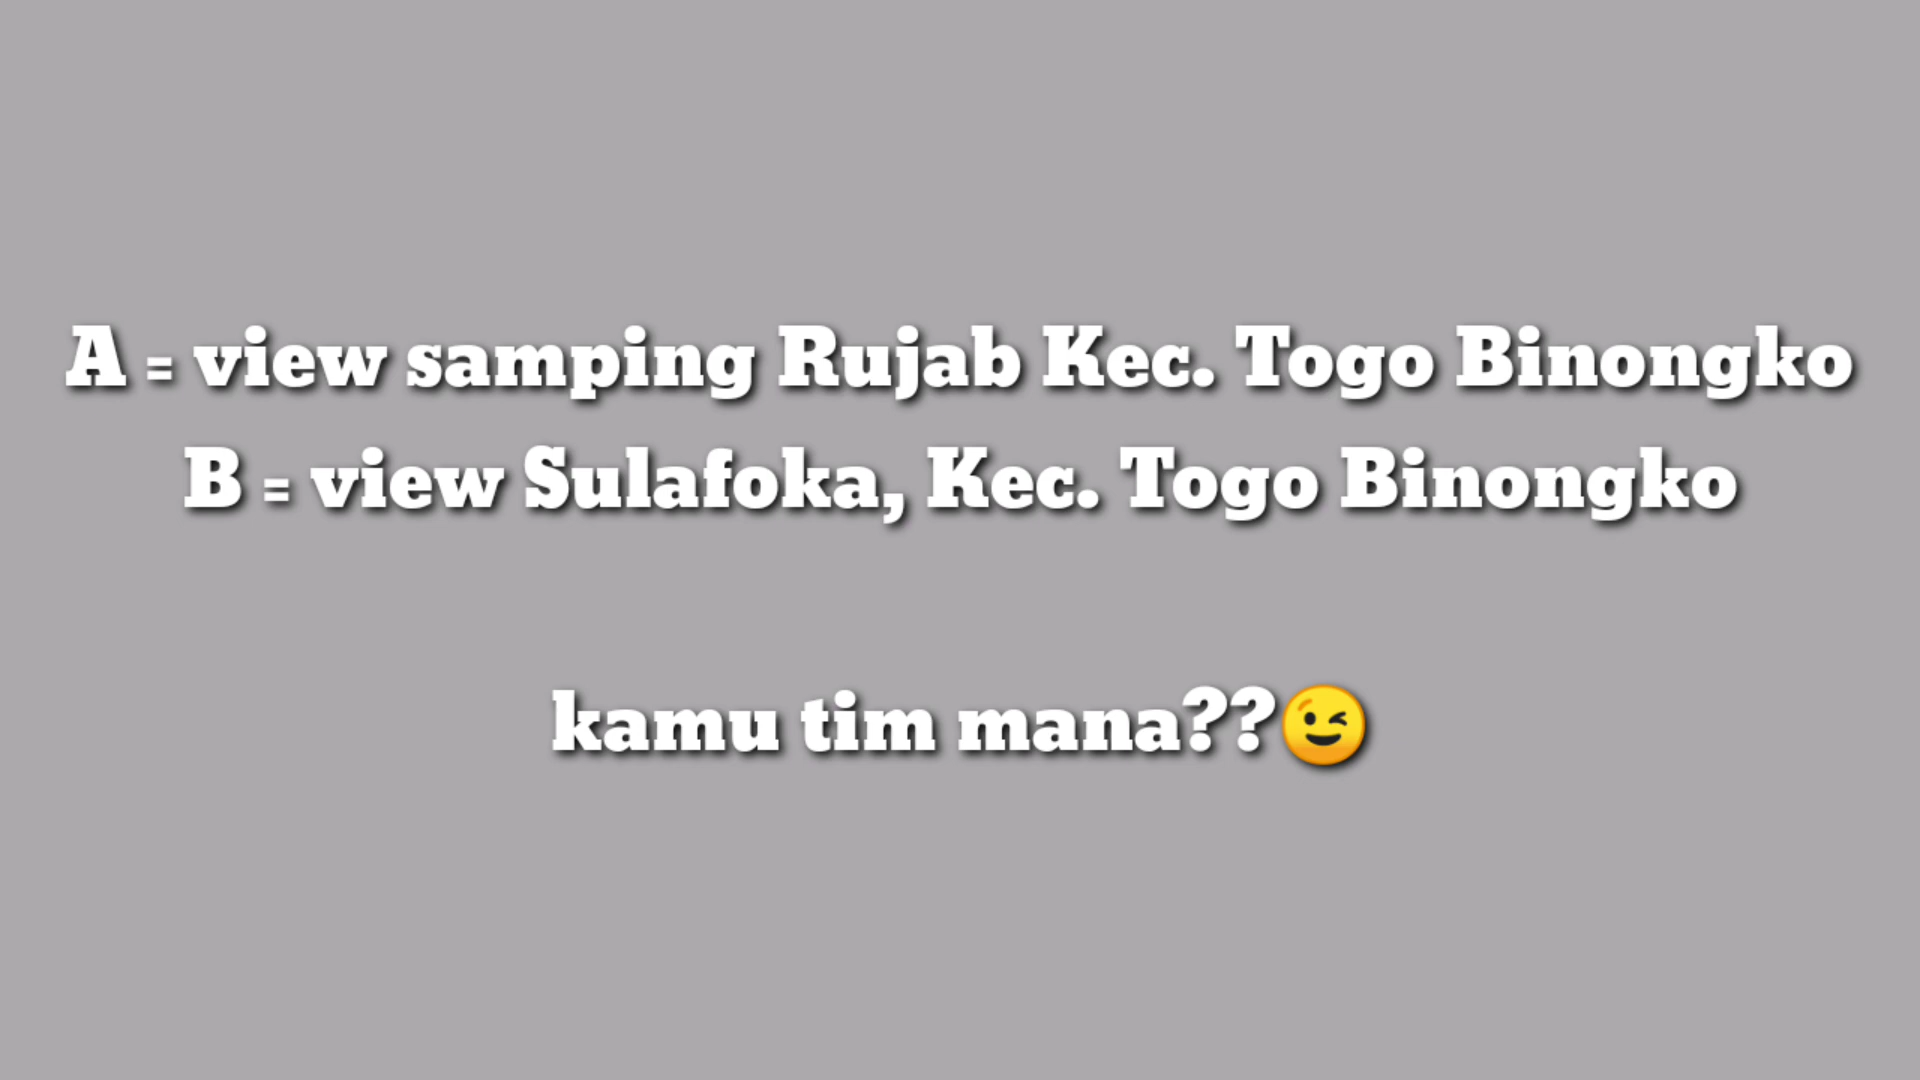 A = view samping Rujab Kec. Togo Binongko
B = view Sulafoka, Kec. Togo Binongko
kamu tim mana??😉